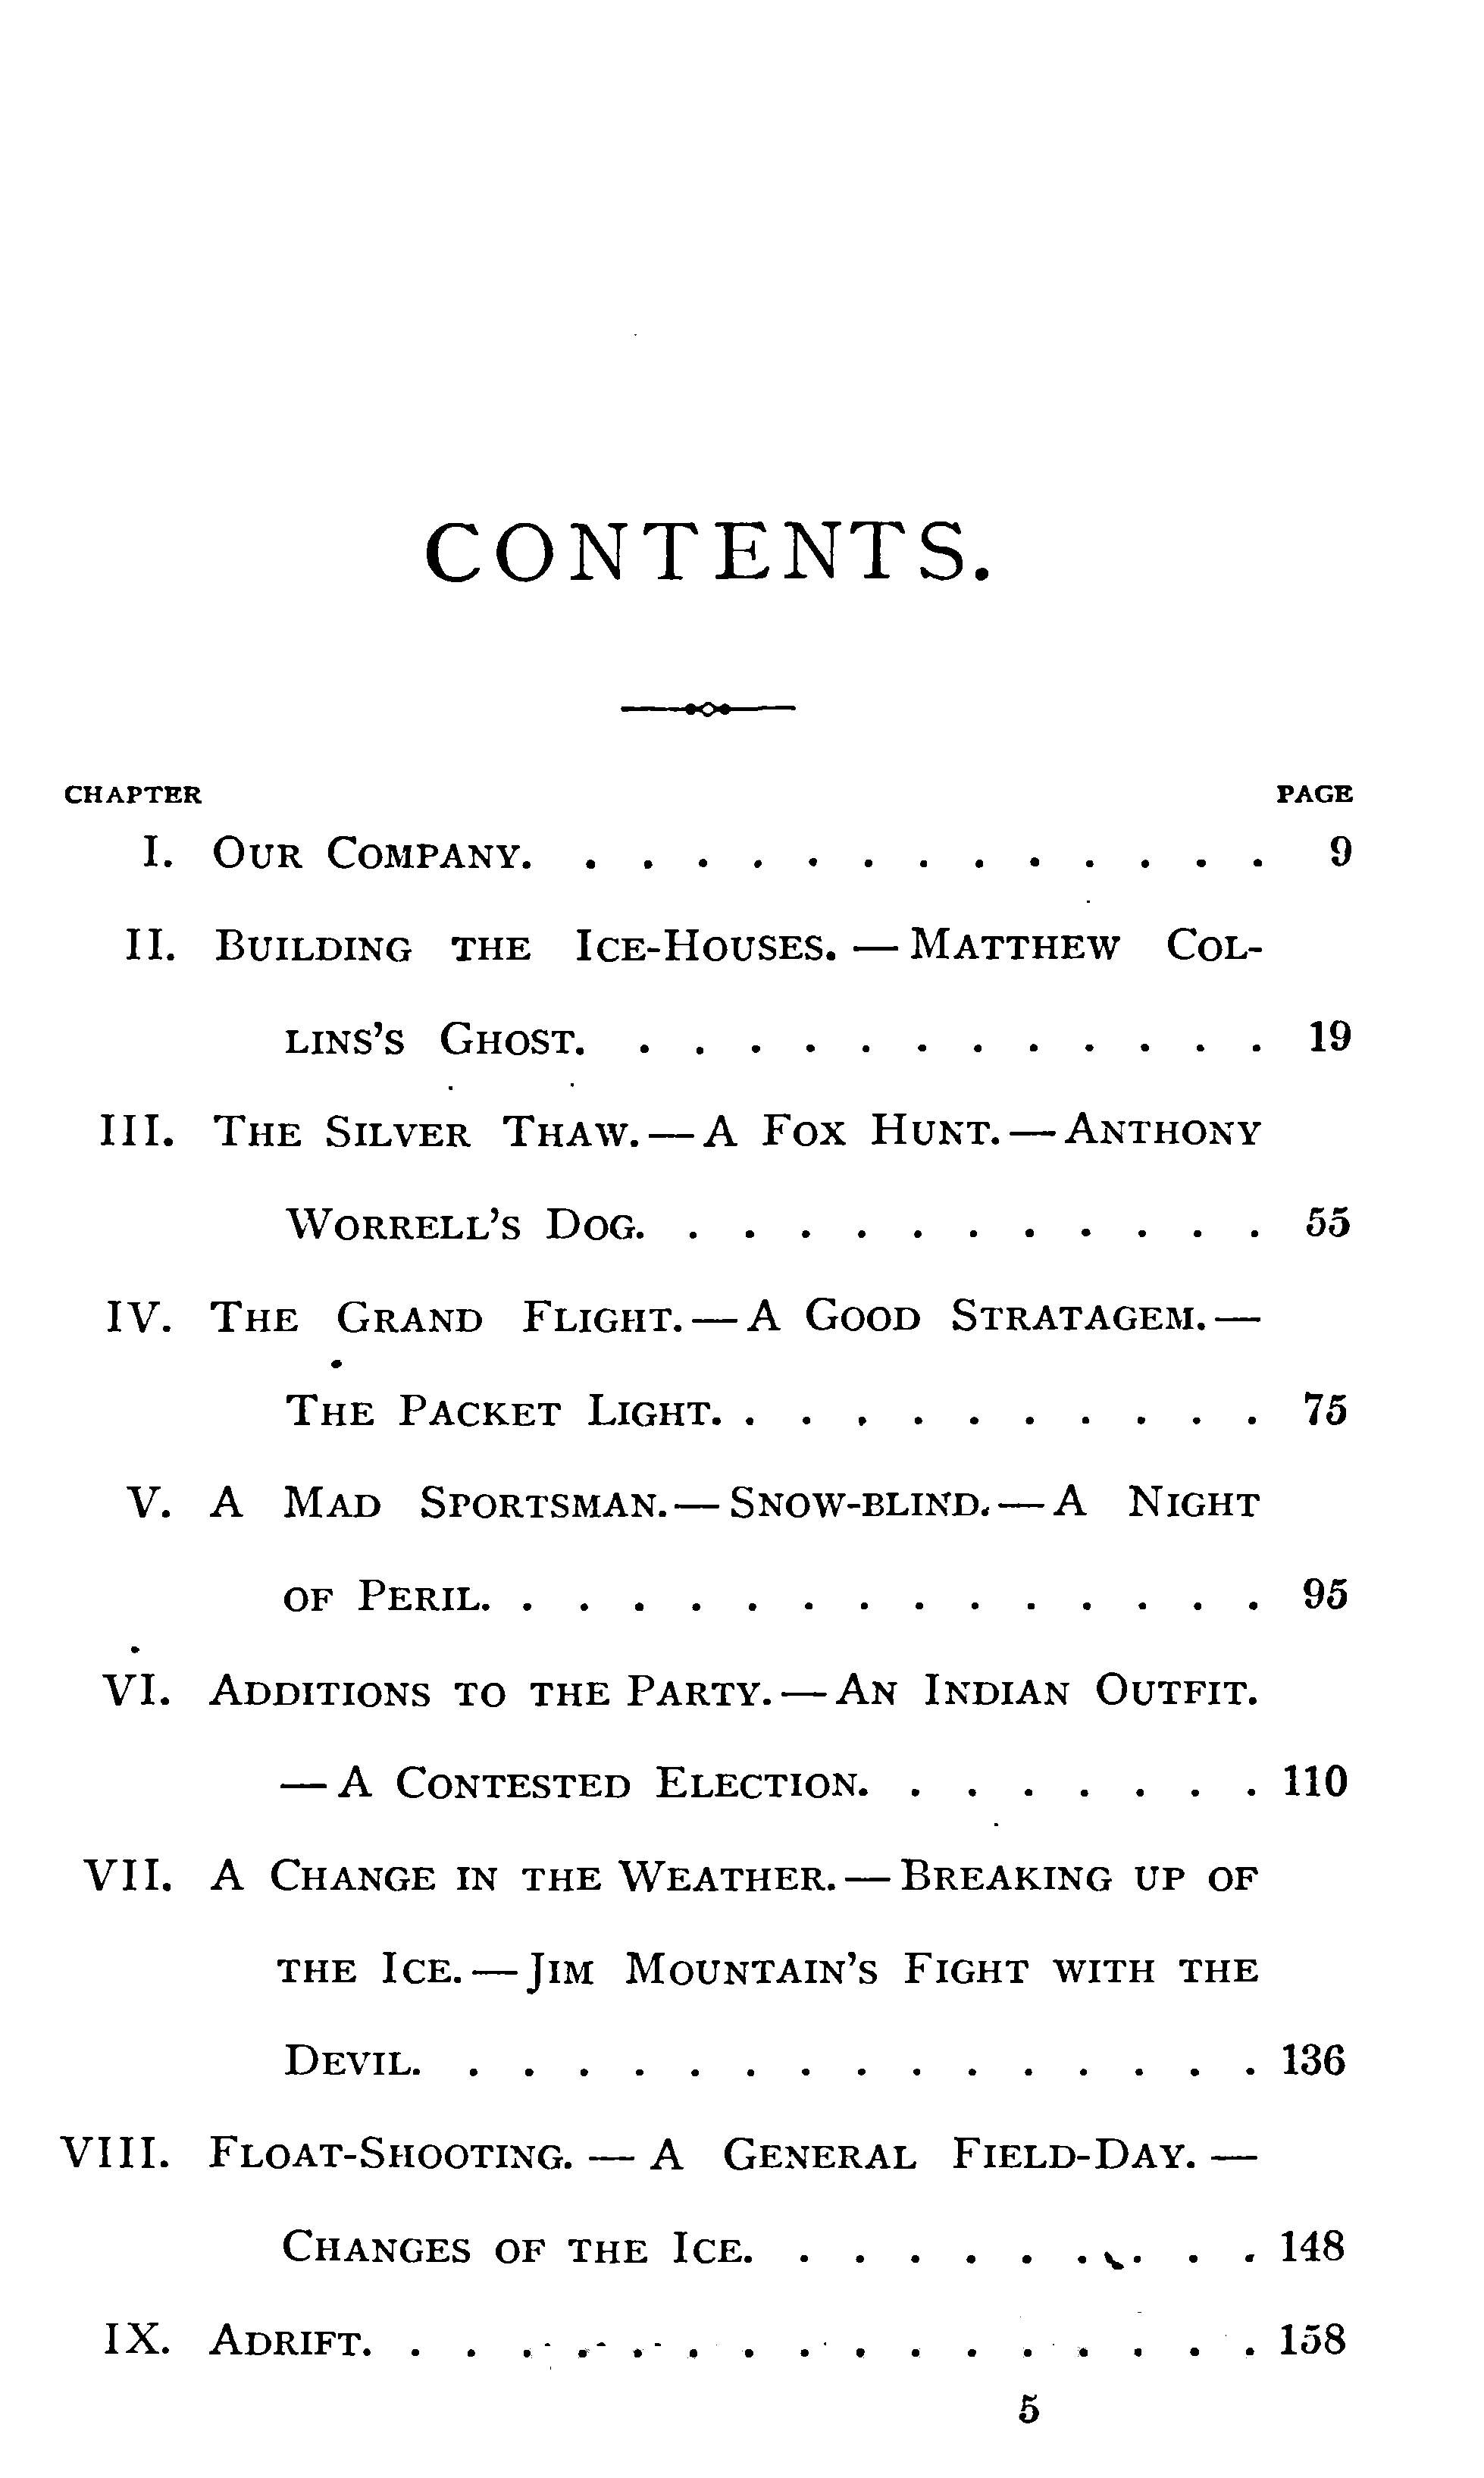 CONTENTS.
CHAPTER PAGE
I. OUR COMPANY. . . . . . . . . . . . . . 9
II. BUILDING THE ICE-HOUSES. — MATTHEW COL-
LINS'S GHOST. . . . . . . . . . . . . 19
III. THE SILVER THAW. — A FOX HUNT. — ANTHONY
WORRELL'S DOG. . . . . . . . . . . . 55
IV. THE GRAND FLIGHT. — A GOOD STRATAGEM. —
THE PACKET LIGHT. . . . . . . . . . . 75
V. A MAD SPORTSMAN. — SNOW-BLIND. — A NIGHT
OF PERIL. . . . . . . . . . . . . . . 95
VI. ADDITIONS TO THE PARTY. — AN INDIAN OUTFIT.
— A CONTESTED ELECTION. . . . . . . . 110
VII. A CHANGE IN THE WEATHER. — BREAKING UP OF
THE ICE. — JIM MOUNTAIN'S FIGHT WITH THE
DEVIL. . . . . . . . . . . . . . . . 136
VIII. FLOAT-SHOOTING. — A GENERAL FIELD-DAY. —
CHANGES OF THE ICE. . . . . . . . . . 148
IX. ADRIFT. . . . . . . . . . . . . . . . . 158
5